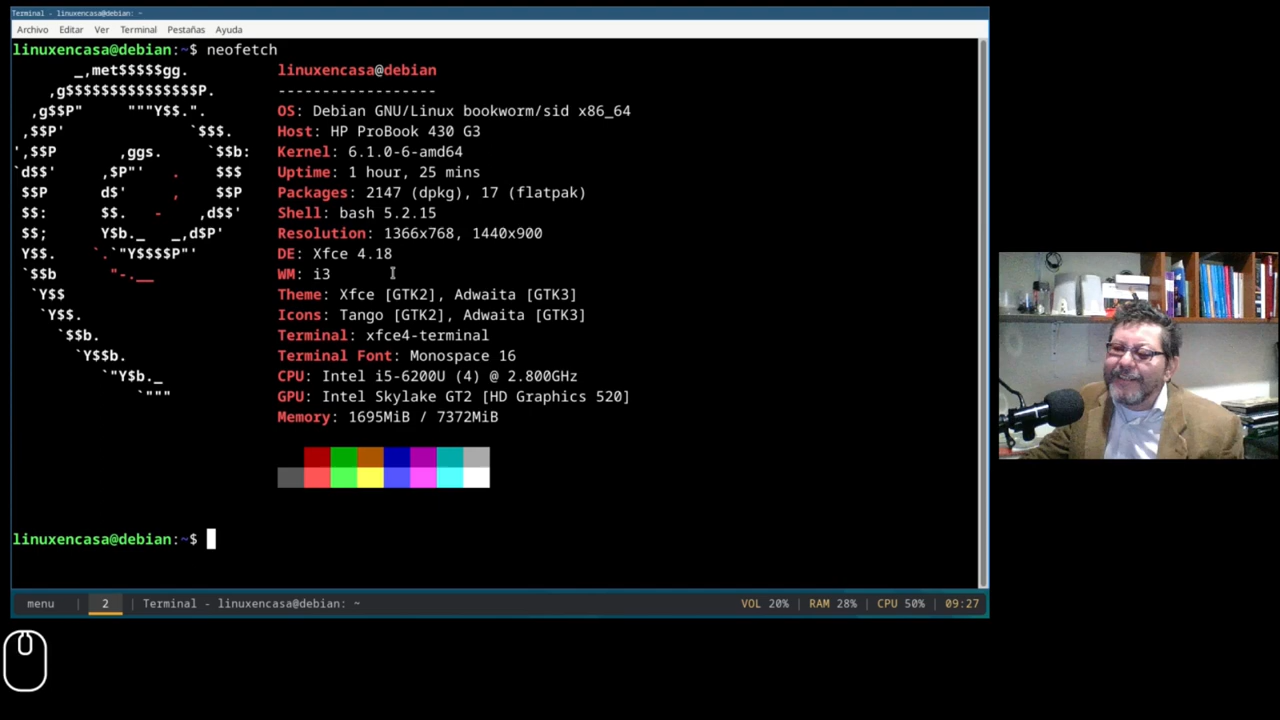 Terminal - linuxencasa@debian: ~
Archivo Editar Ver Terminal Pestañas Ayuda
linuxencasa@debian:~$ neofetch
_,met$$$$$gg.
,g$$$$$$$$$$$$$$$P.
,g$$P"     """Y$$.".
,$$P'              `$$$.
',$$P       ,ggs.     `$$b:
`d$$'     ,$P"'   .    $$$
$$P      d$'     ,    $$P
$$:      $$.   -    ,d$$'
$$;      Y$b._   _,d$P'
Y$$.    `.`"Y$$$$P"'
`$$b      "-.__
`Y$$
`Y$$.
`$$b.
`Y$$b.
`"Y$b._
`"""
linuxencasa@debian
------------------
OS: Debian GNU/Linux bookworm/sid x86_64
Host: HP ProBook 430 G3
Kernel: 6.1.0-6-amd64
Uptime: 1 hour, 25 mins
Packages: 2147 (dpkg), 17 (flatpak)
Shell: bash 5.2.15
Resolution: 1366x768, 1440x900
DE: Xfce 4.18
WM: i3
Theme: Xfce [GTK2], Adwaita [GTK3]
Icons: Tango [GTK2], Adwaita [GTK3]
Terminal: xfce4-terminal
Terminal Font: Monospace 16
CPU: Intel i5-6200U (4) @ 2.800GHz
GPU: Intel Skylake GT2 [HD Graphics 520]
Memory: 1695MiB / 7372MiB
linuxencasa@debian:~$
menu | 2 | Terminal - linuxencasa@debian: ~ VOL 20% | RAM 28% | CPU 50% | 09:27